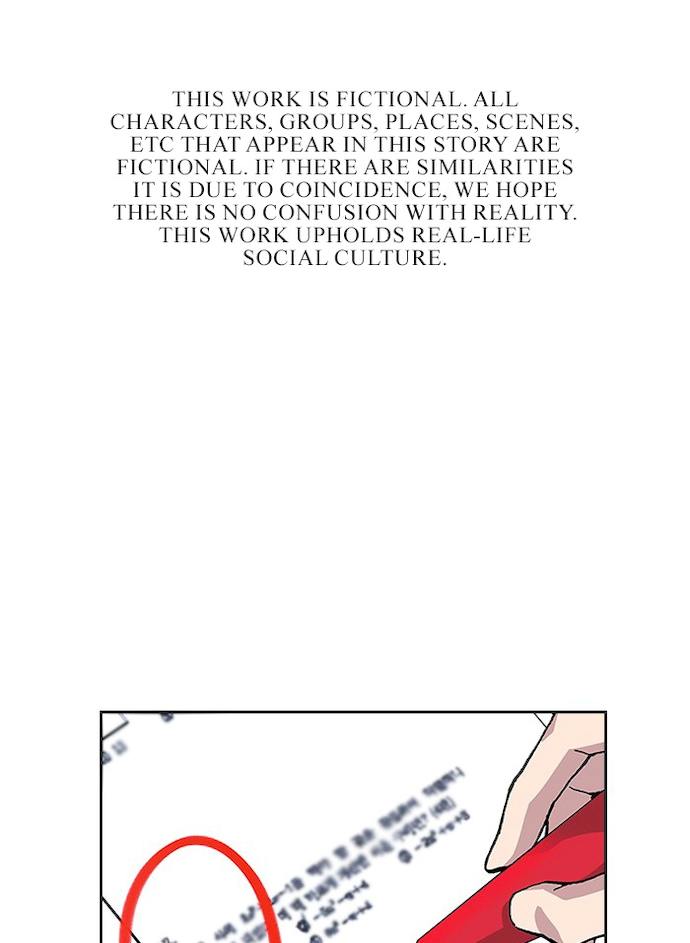 THIS WORK IS FICTIONAL. ALL
CHARACTERS, GROUPS, PLACES, SCENES,
ETC THAT APPEAR IN THIS STORY ARE
FICTIONAL. IF THERE ARE SIMILARITIES
IT IS DUE TO COINCIDENCE, WE HOPE
THERE IS NO CONFUSION WITH REALITY.
THIS WORK UPHOLDS REAL-LIFE
SOCIAL CULTURE.